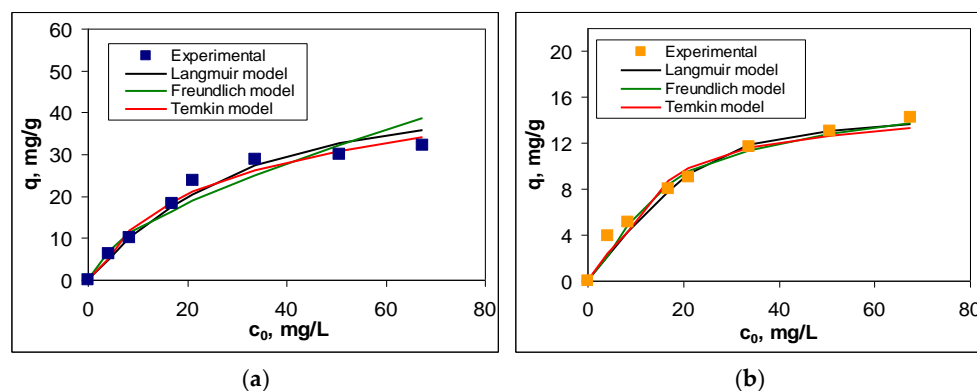 60
50
40
30
20
10
0
q, mg/g
Experimental
Langmuir model
Freundlich model
Temkin model
0 20 40 60 80
c₀, mg/L
(a)
20
16
12
8
4
0
q, mg/g
Experimental
Langmuir model
Freundlich model
Temkin model
0 20 40 60 80
c₀, mg/L
(b)